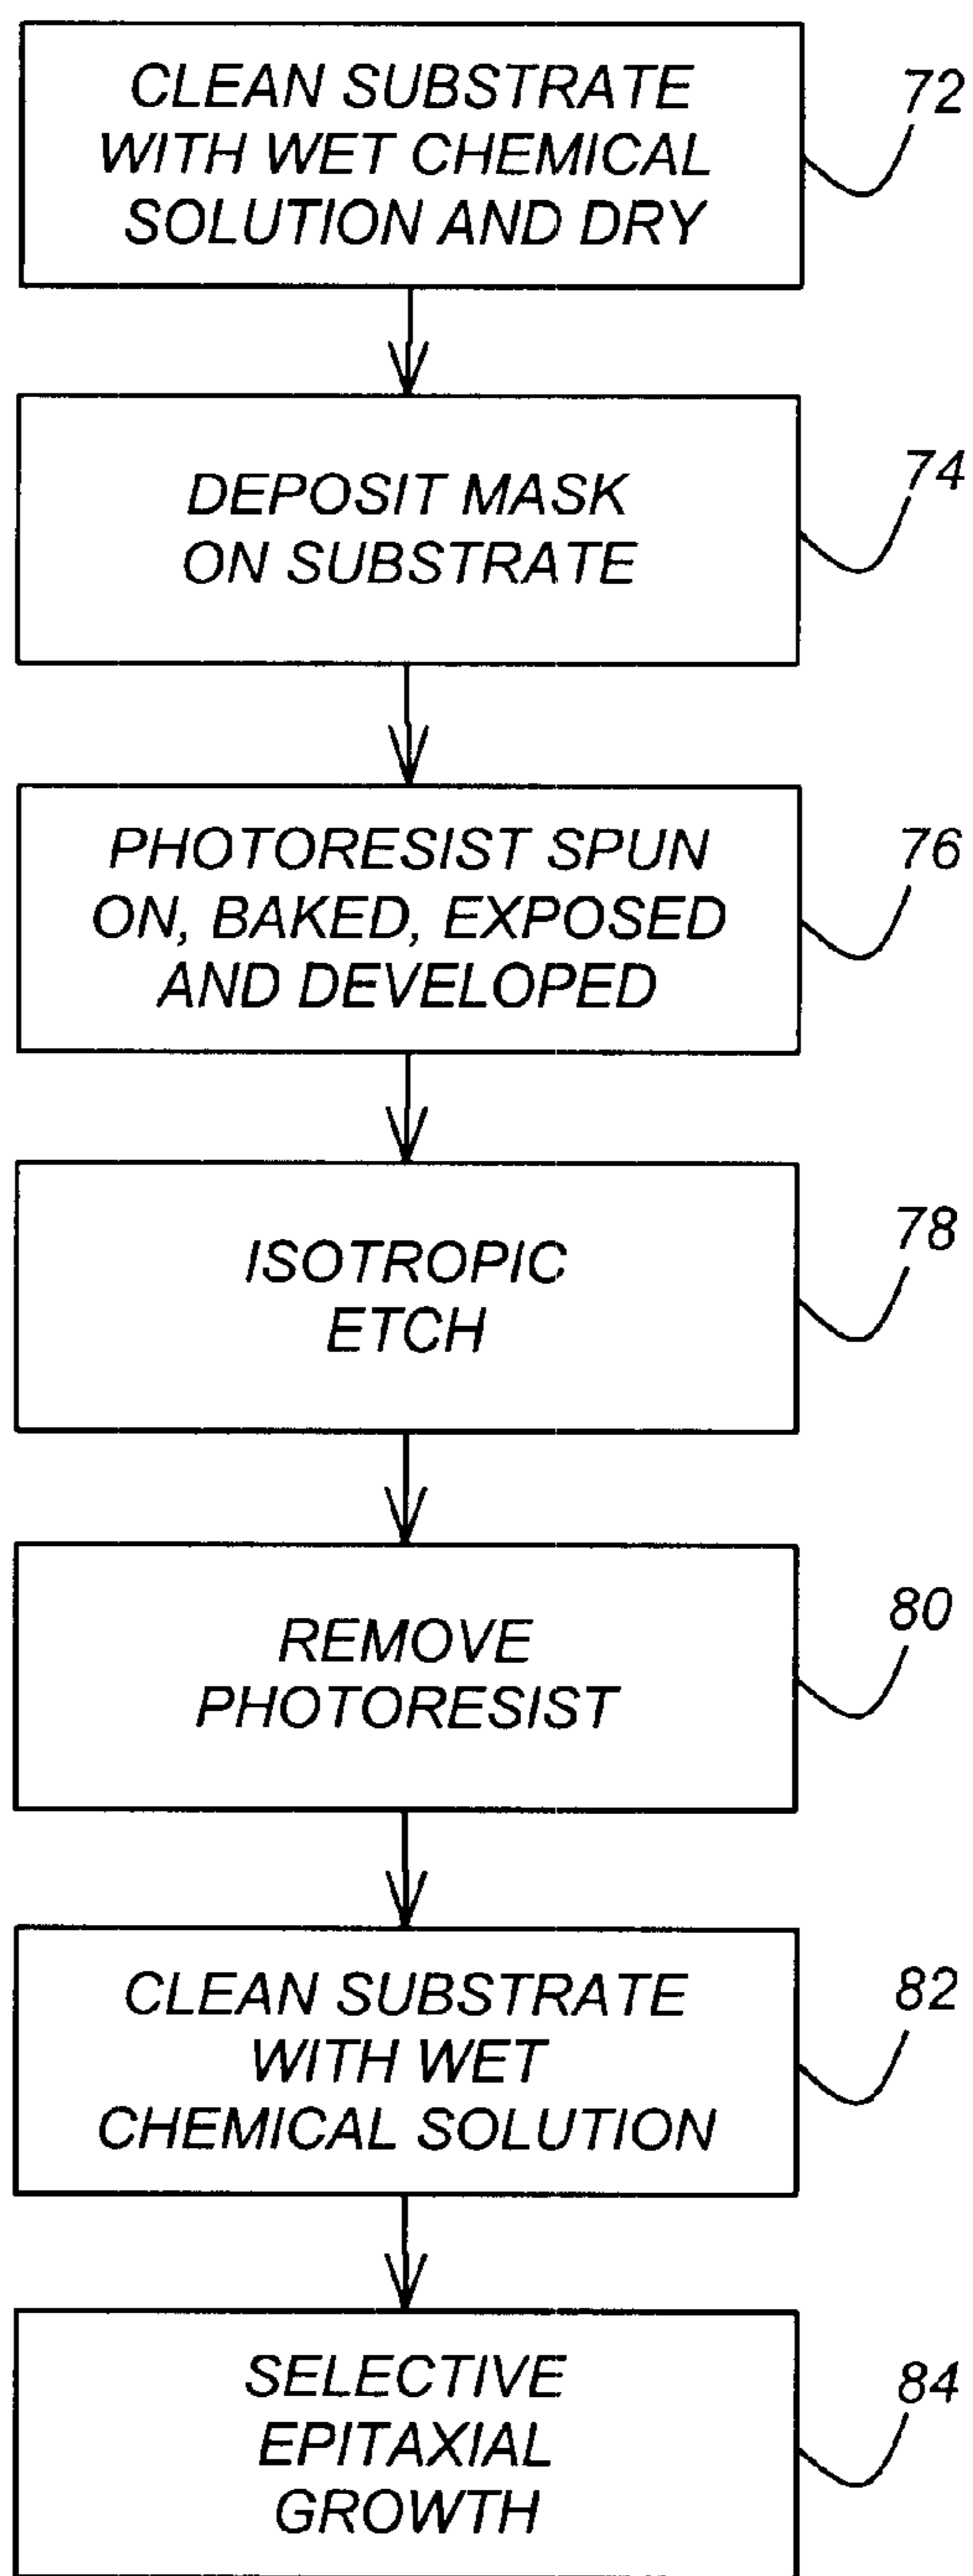 CLEAN SUBSTRATE
WITH WET CHEMICAL
SOLUTION AND DRY
72
DEPOSIT MASK
ON SUBSTRATE
74
PHOTORESIST SPUN
ON, BAKED, EXPOSED
AND DEVELOPED
76
ISOTROPIC
ETCH
78
REMOVE
PHOTORESIST
80
CLEAN SUBSTRATE
WITH WET
CHEMICAL SOLUTION
82
SELECTIVE
EPITAXIAL
GROWTH
84